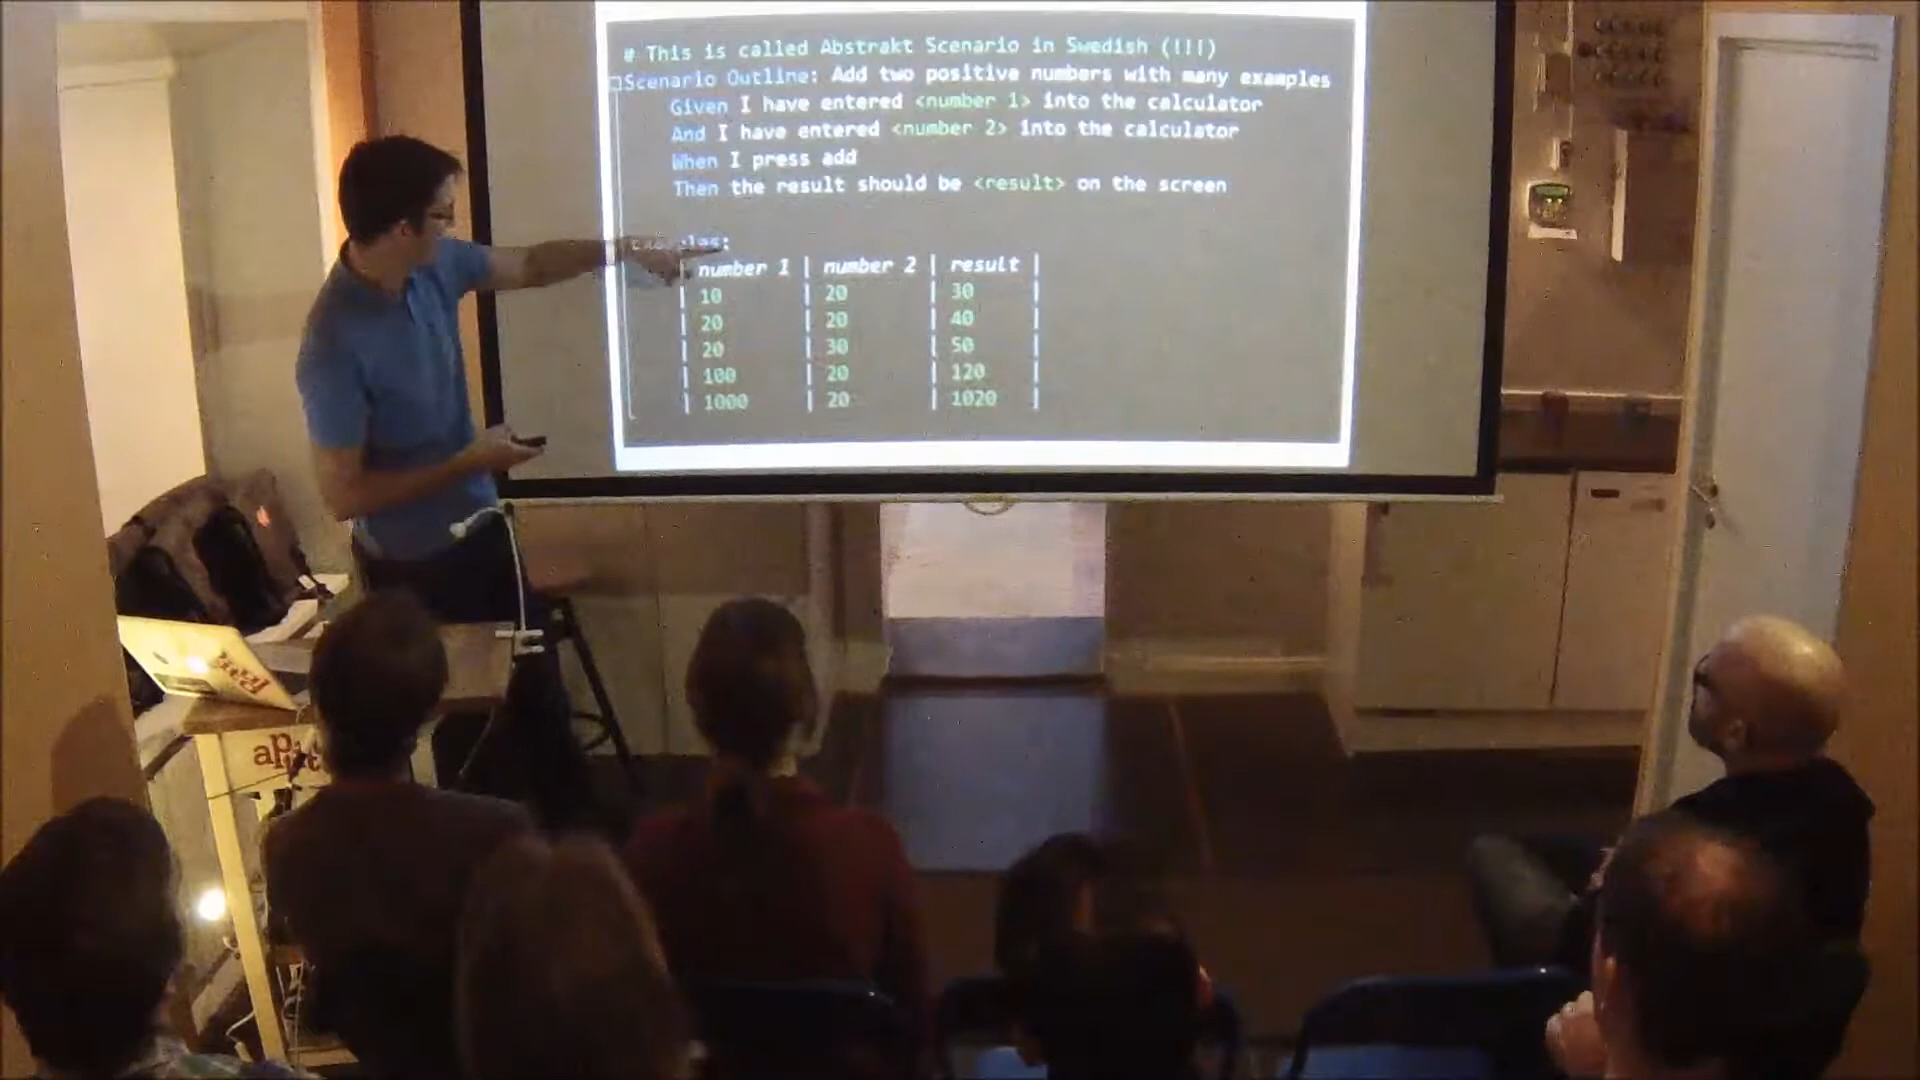 # This is called Abstrakt Scenario in Swedish (!!!)
Scenario Outline: Add two positive numbers with many examples
Given I have entered <number 1> into the calculator
And I have entered <number 2> into the calculator
When I press add
Then the result should be <result> on the screen
Examples:
| number 1 | number 2 | result |
| 10 | 20 | 30 |
| 20 | 20 | 40 |
| 20 | 30 | 50 |
| 100 | 20 | 120 |
| 1000 | 20 | 1020 |